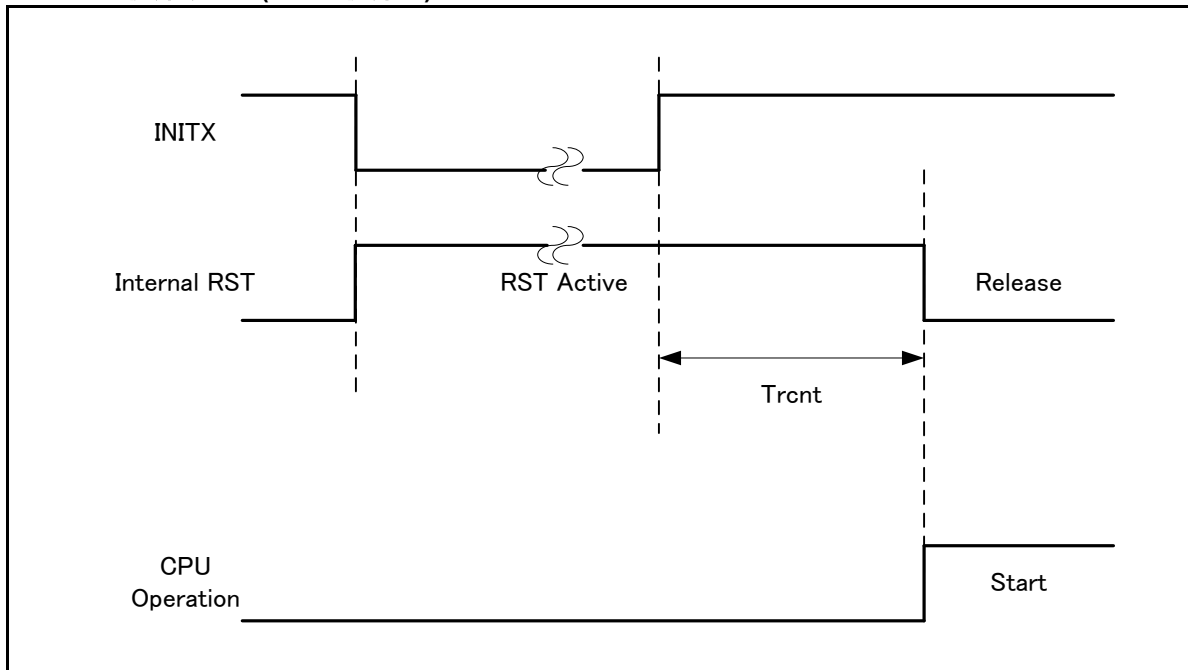 INITX
Internal RST
RST Active
Release
Trcnt
CPU
Operation
Start